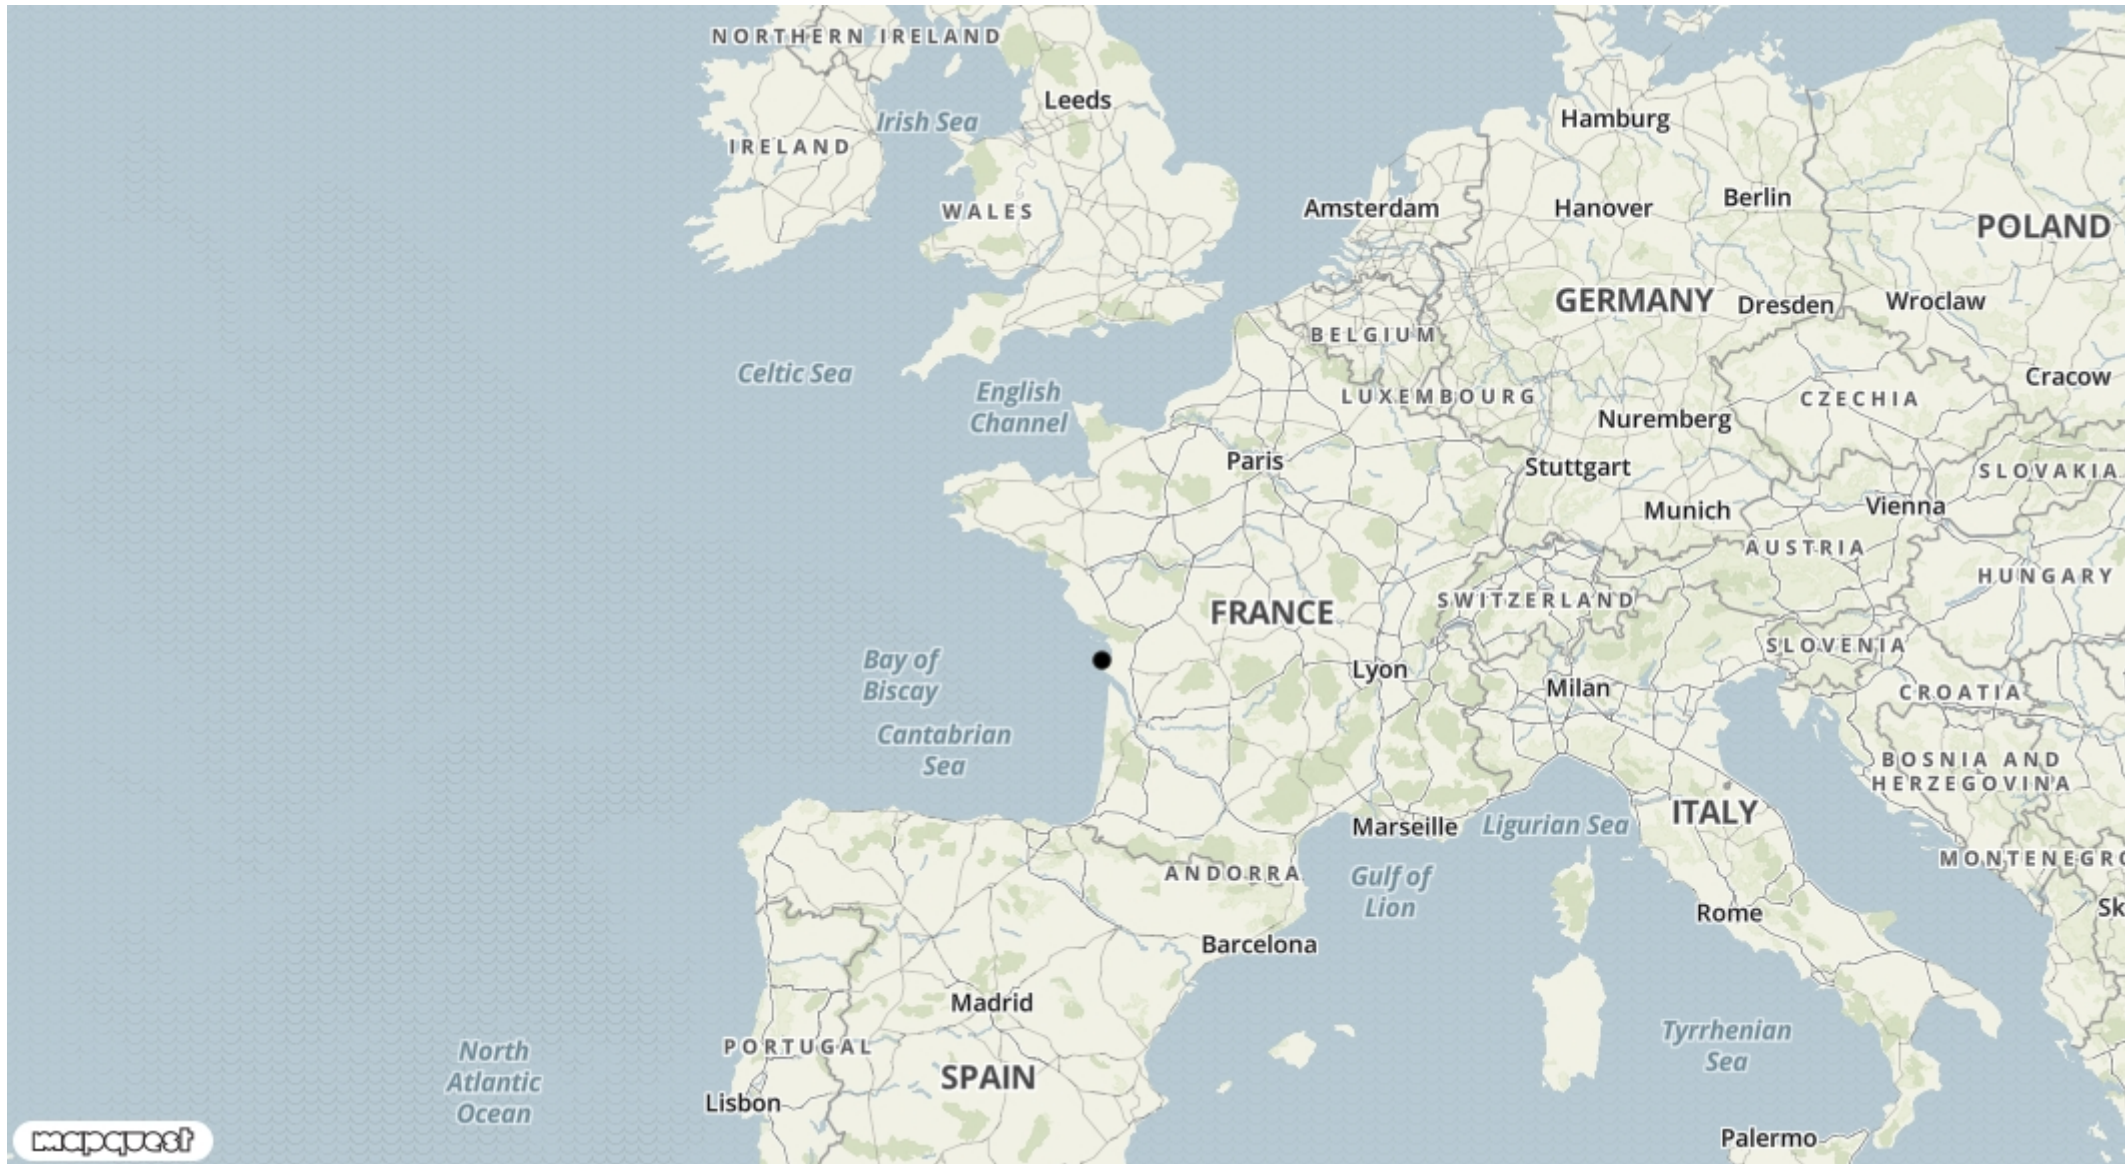 NORTHERN IRELAND
Leeds
Irish Sea
IRELAND
WALES
Hamburg
Amsterdam
Hanover
Berlin
POLAND
GERMANY
Dresden
Wroclaw
BELGIUM
Celtic Sea
English
Channel
LUXEMBOURG
CZECHIA
Cracow
Nuremberg
Paris
Stuttgart
SLOVAKIA
Munich
Vienna
AUSTRIA
HUNGARY
FRANCE
SWITZERLAND
SLOVENIA
Bay of
Biscay
Lyon
Milan
CROATIA
Cantabrian
Sea
BOSNIA AND
HERZEGOVINA
ITALY
Marseille
Ligurian Sea
MONTENEGRO
ANDORRA
Gulf of
Lion
Rome
Sk
Barcelona
Madrid
Tyrrhenian
Sea
PORTUGAL
North
Atlantic
Ocean
SPAIN
Lisbon
Palermo
mapquest